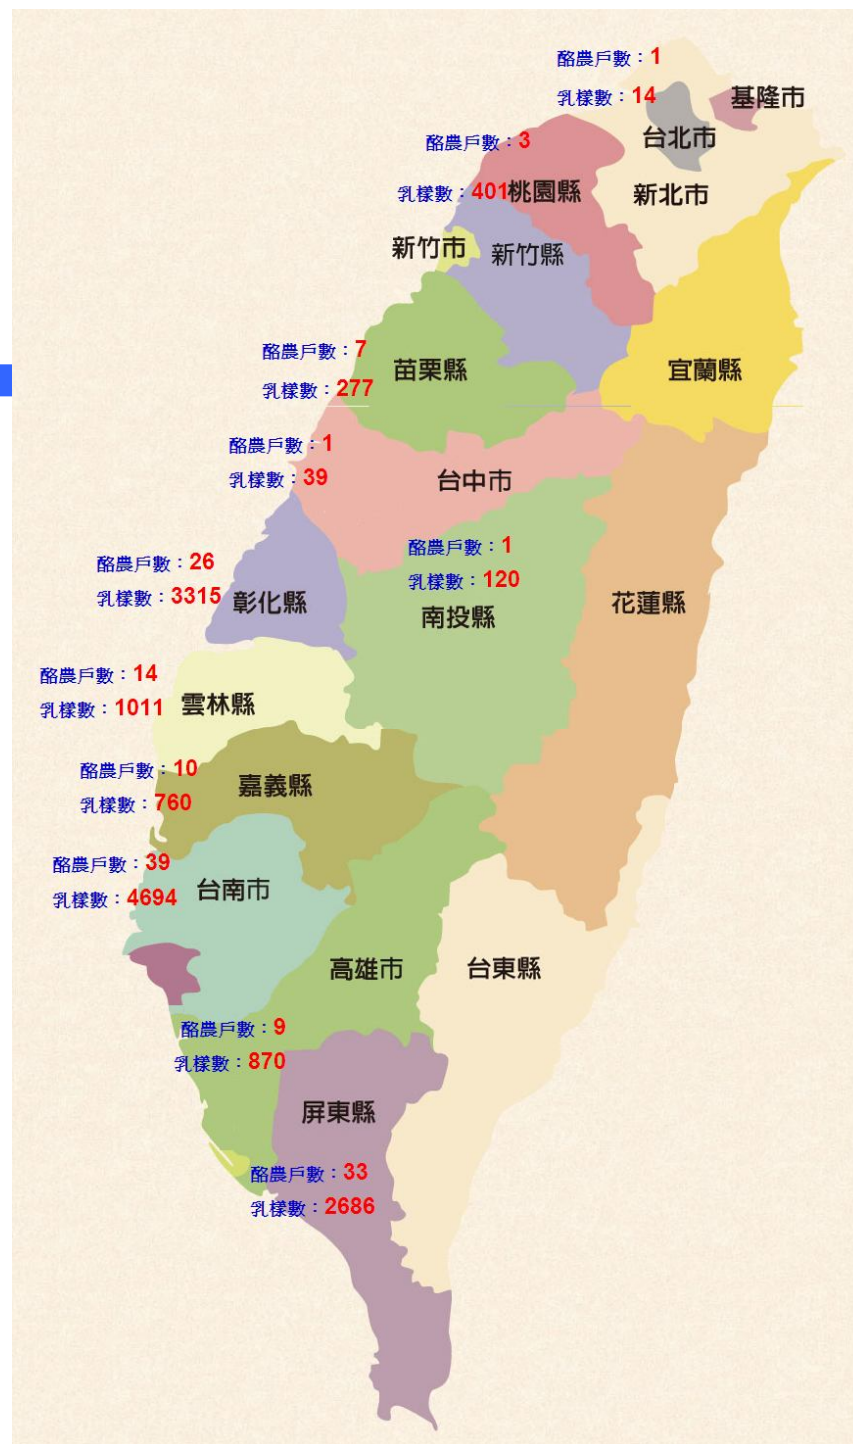 酪農戶數：1
乳樣數：14
基隆市
台北市
酪農戶數：3
乳樣數：401
桃園縣
新北市
新竹市
新竹縣
酪農戶數：7
乳樣數：277
苗栗縣
宜蘭縣
酪農戶數：1
乳樣數：39
台中市
酪農戶數：1
乳樣數：120
南投縣
花蓮縣
酪農戶數：26
乳樣數：3315
彰化縣
酪農戶數：14
乳樣數：1011
雲林縣
酪農戶數：10
乳樣數：760
嘉義縣
酪農戶數：39
乳樣數：4694
台南市
高雄市
台東縣
酪農戶數：9
乳樣數：870
屏東縣
酪農戶數：33
乳樣數：2686